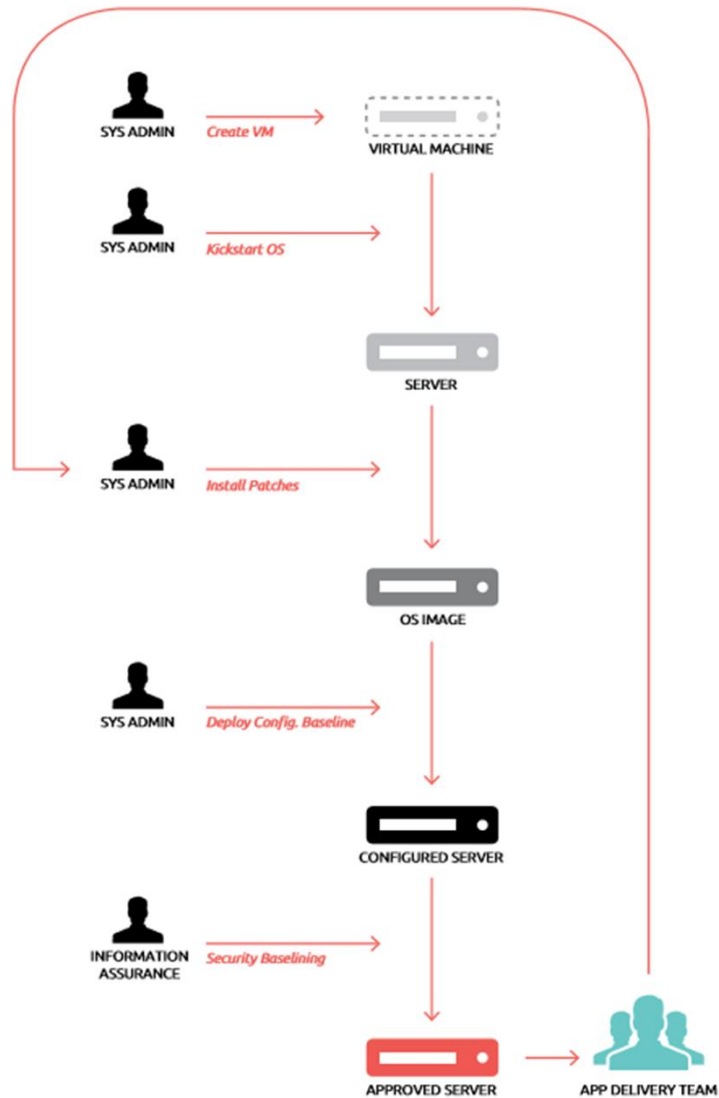 SYS ADMIN
Create VM
VIRTUAL MACHINE
SYS ADMIN
Kickstart OS
SERVER
SYS ADMIN
Install Patches
OS IMAGE
SYS ADMIN
Deploy Config. Baseline
CONFIGURED SERVER
INFORMATION
ASSURANCE
Security Baselining
APPROVED SERVER
APP DELIVERY TEAM